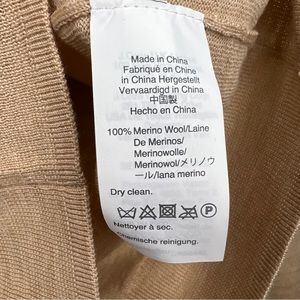 Made in China
Fabriqué en Chine
in China Hergestellt
Vervaardigd in China
中国製
Hecho en China
100% Merino Wool/Laine
De Merinos/
Merinowolle/
Merinowol/メリノウ
ール/lana merino
Dry clean.
P
Nettoyer à sec.
Chemische reinigung.